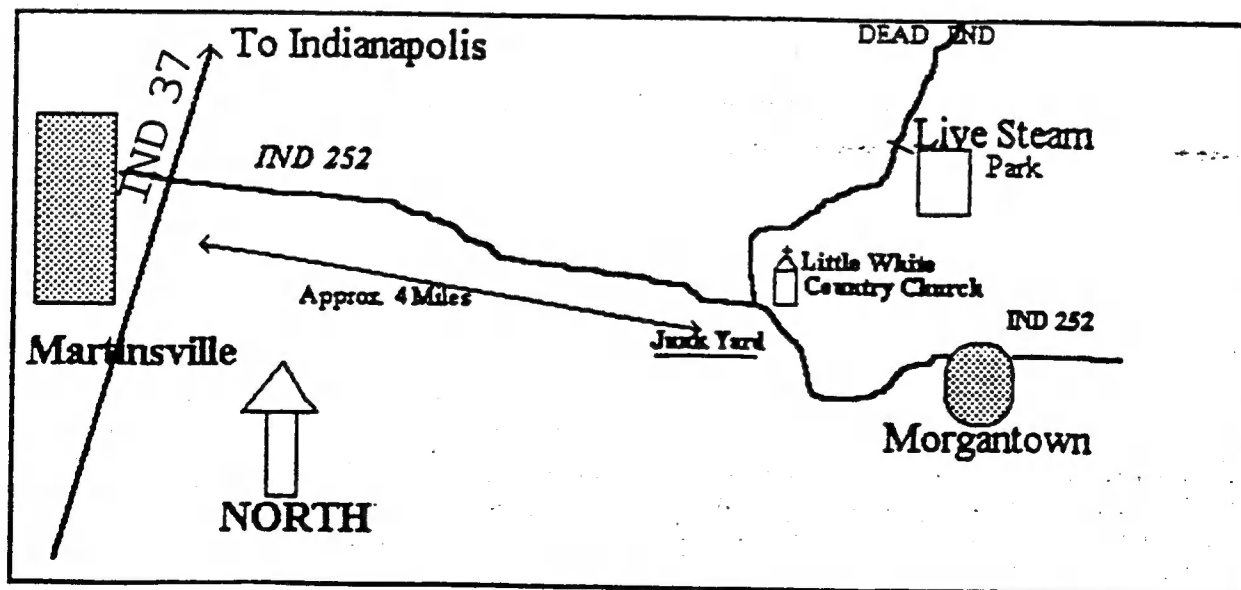 To Indianapolis
IND 37
DEAD END
IND 252
Live Steam
Park
Little White
Country Church
Approx. 4 Miles
IND 252
Junk Yard
Martinsville
Morgantown
NORTH